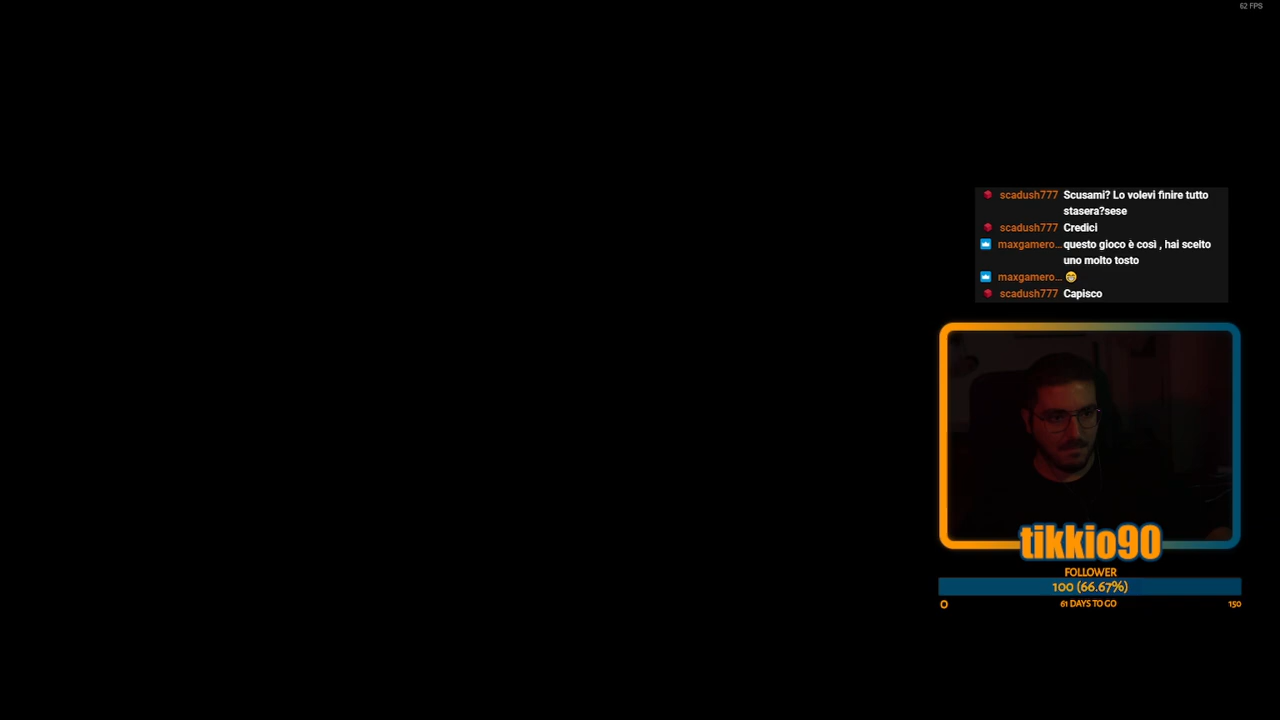 62 FPS
scadush777 Scusami? Lo volevi finire tutto
stasera?sese
scadush777 Credici
maxgamero... questo gioco è così , hai scelto
uno molto tosto
maxgamero... 😁
scadush777 Capisco
tikkio90
FOLLOWER
100 (66.67%)
0 61 DAYS TO GO 150